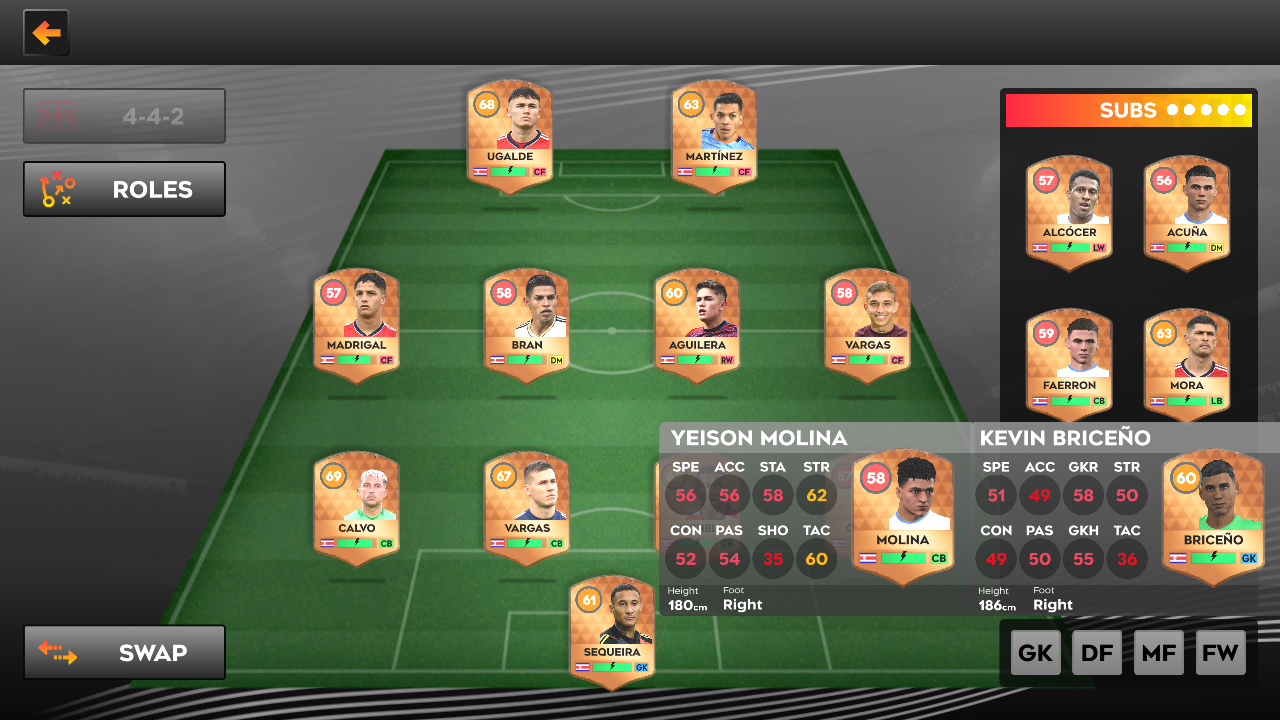 4-4-2
ROLES
SUBS
68
UGALDE
CF
63
MARTÍNEZ
CF
57
ALCÓCER
LW
56
ACUÑA
DM
57
MADRIGAL
CF
58
BRAN
DM
60
AGUILERA
RW
58
VARGAS
CF
59
FAERRON
CB
63
MORA
LB
69
CALVO
CB
67
VARGAS
CB
YEISON MOLINA
SPE ACC STA STR
56 56 58 62
CON PAS SHO TAC
52 54 35 60
Height Foot
180cm Right
58
MOLINA
CB
KEVIN BRICEÑO
SPE ACC GKR STR
51 49 58 50
CON PAS GKH TAC
49 50 55 36
Height Foot
186cm Right
60
BRICEÑO
GK
61
SEQUEIRA
GK
SWAP
GK DF MF FW